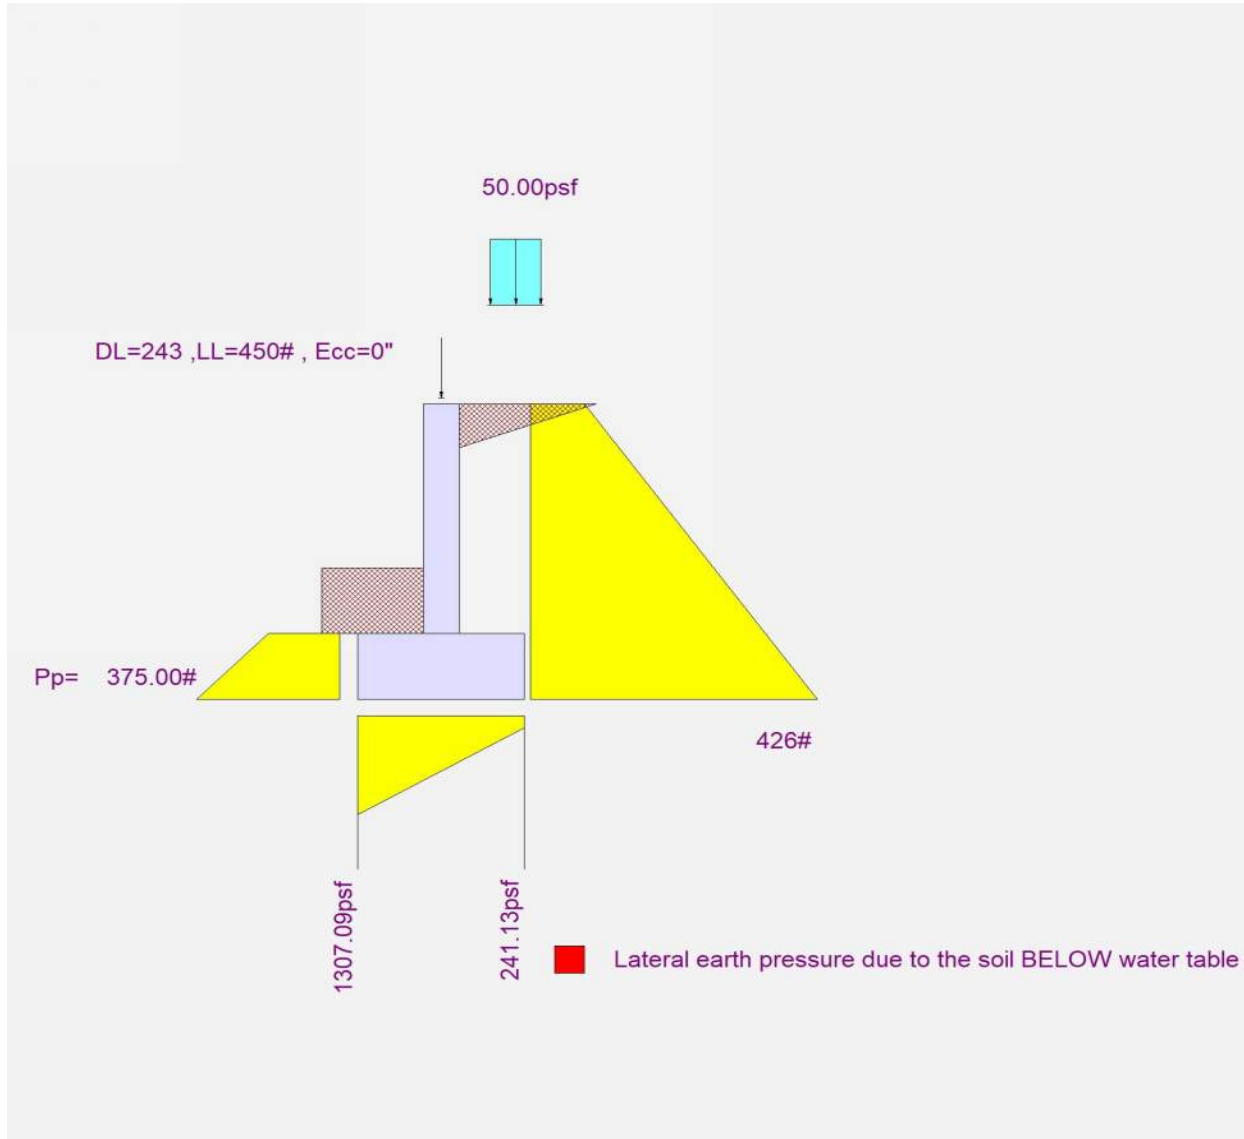 50.00psf
DL=243 ,LL=450# , Ecc=0"
Pp=    375.00#
426#
1307.09psf
241.13psf
Lateral earth pressure due to the soil BELOW water table